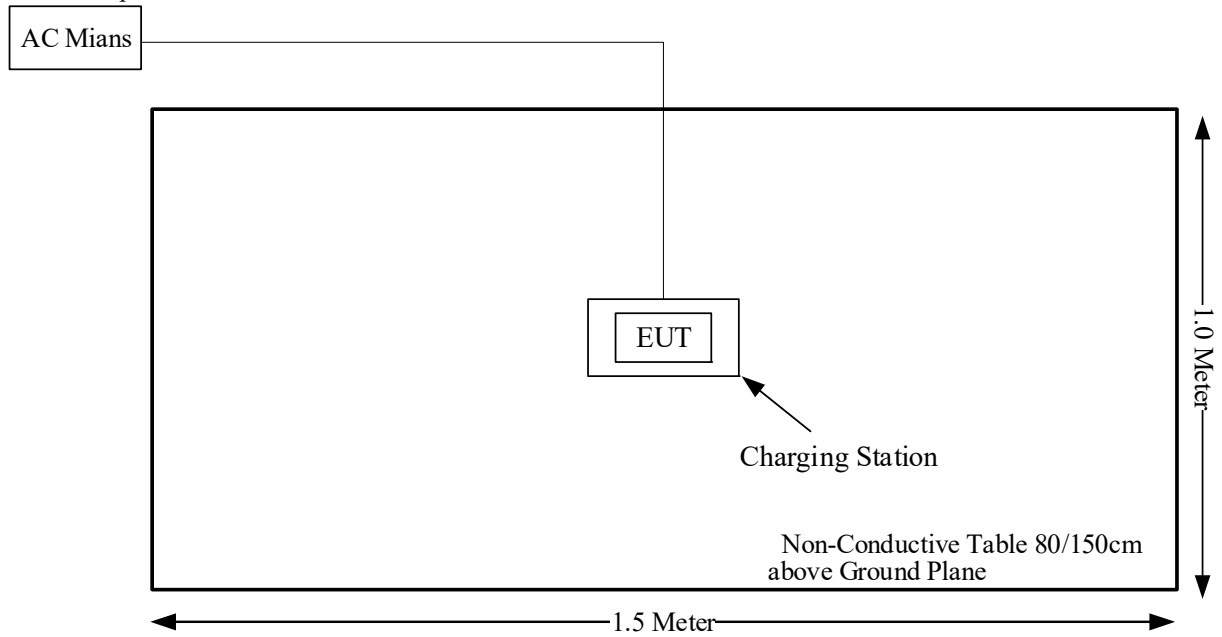 AC Mians
EUT
1.0 Meter
Charging Station
Non-Conductive Table 80/150cm
above Ground Plane
1.5 Meter